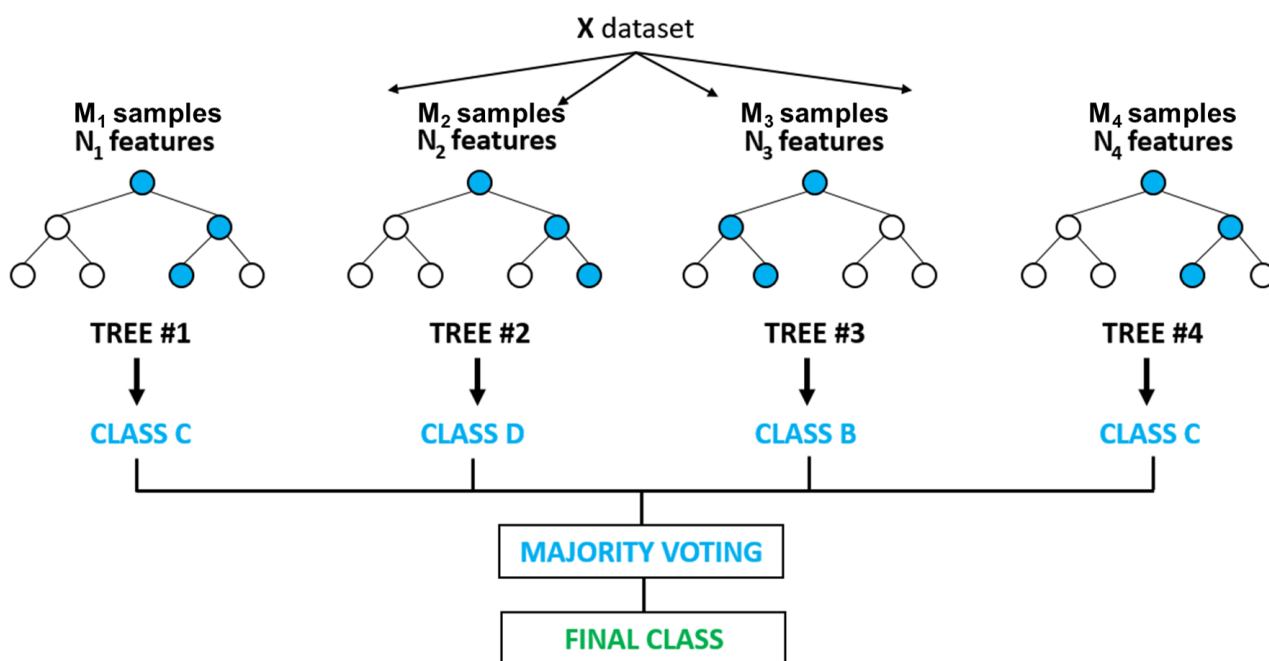 X dataset
M₁ samples
N₁ features
M₂ samples
N₂ features
M₃ samples
N₃ features
M₄ samples
N₄ features
TREE #1
TREE #2
TREE #3
TREE #4
CLASS C
CLASS D
CLASS B
CLASS C
MAJORITY VOTING
FINAL CLASS